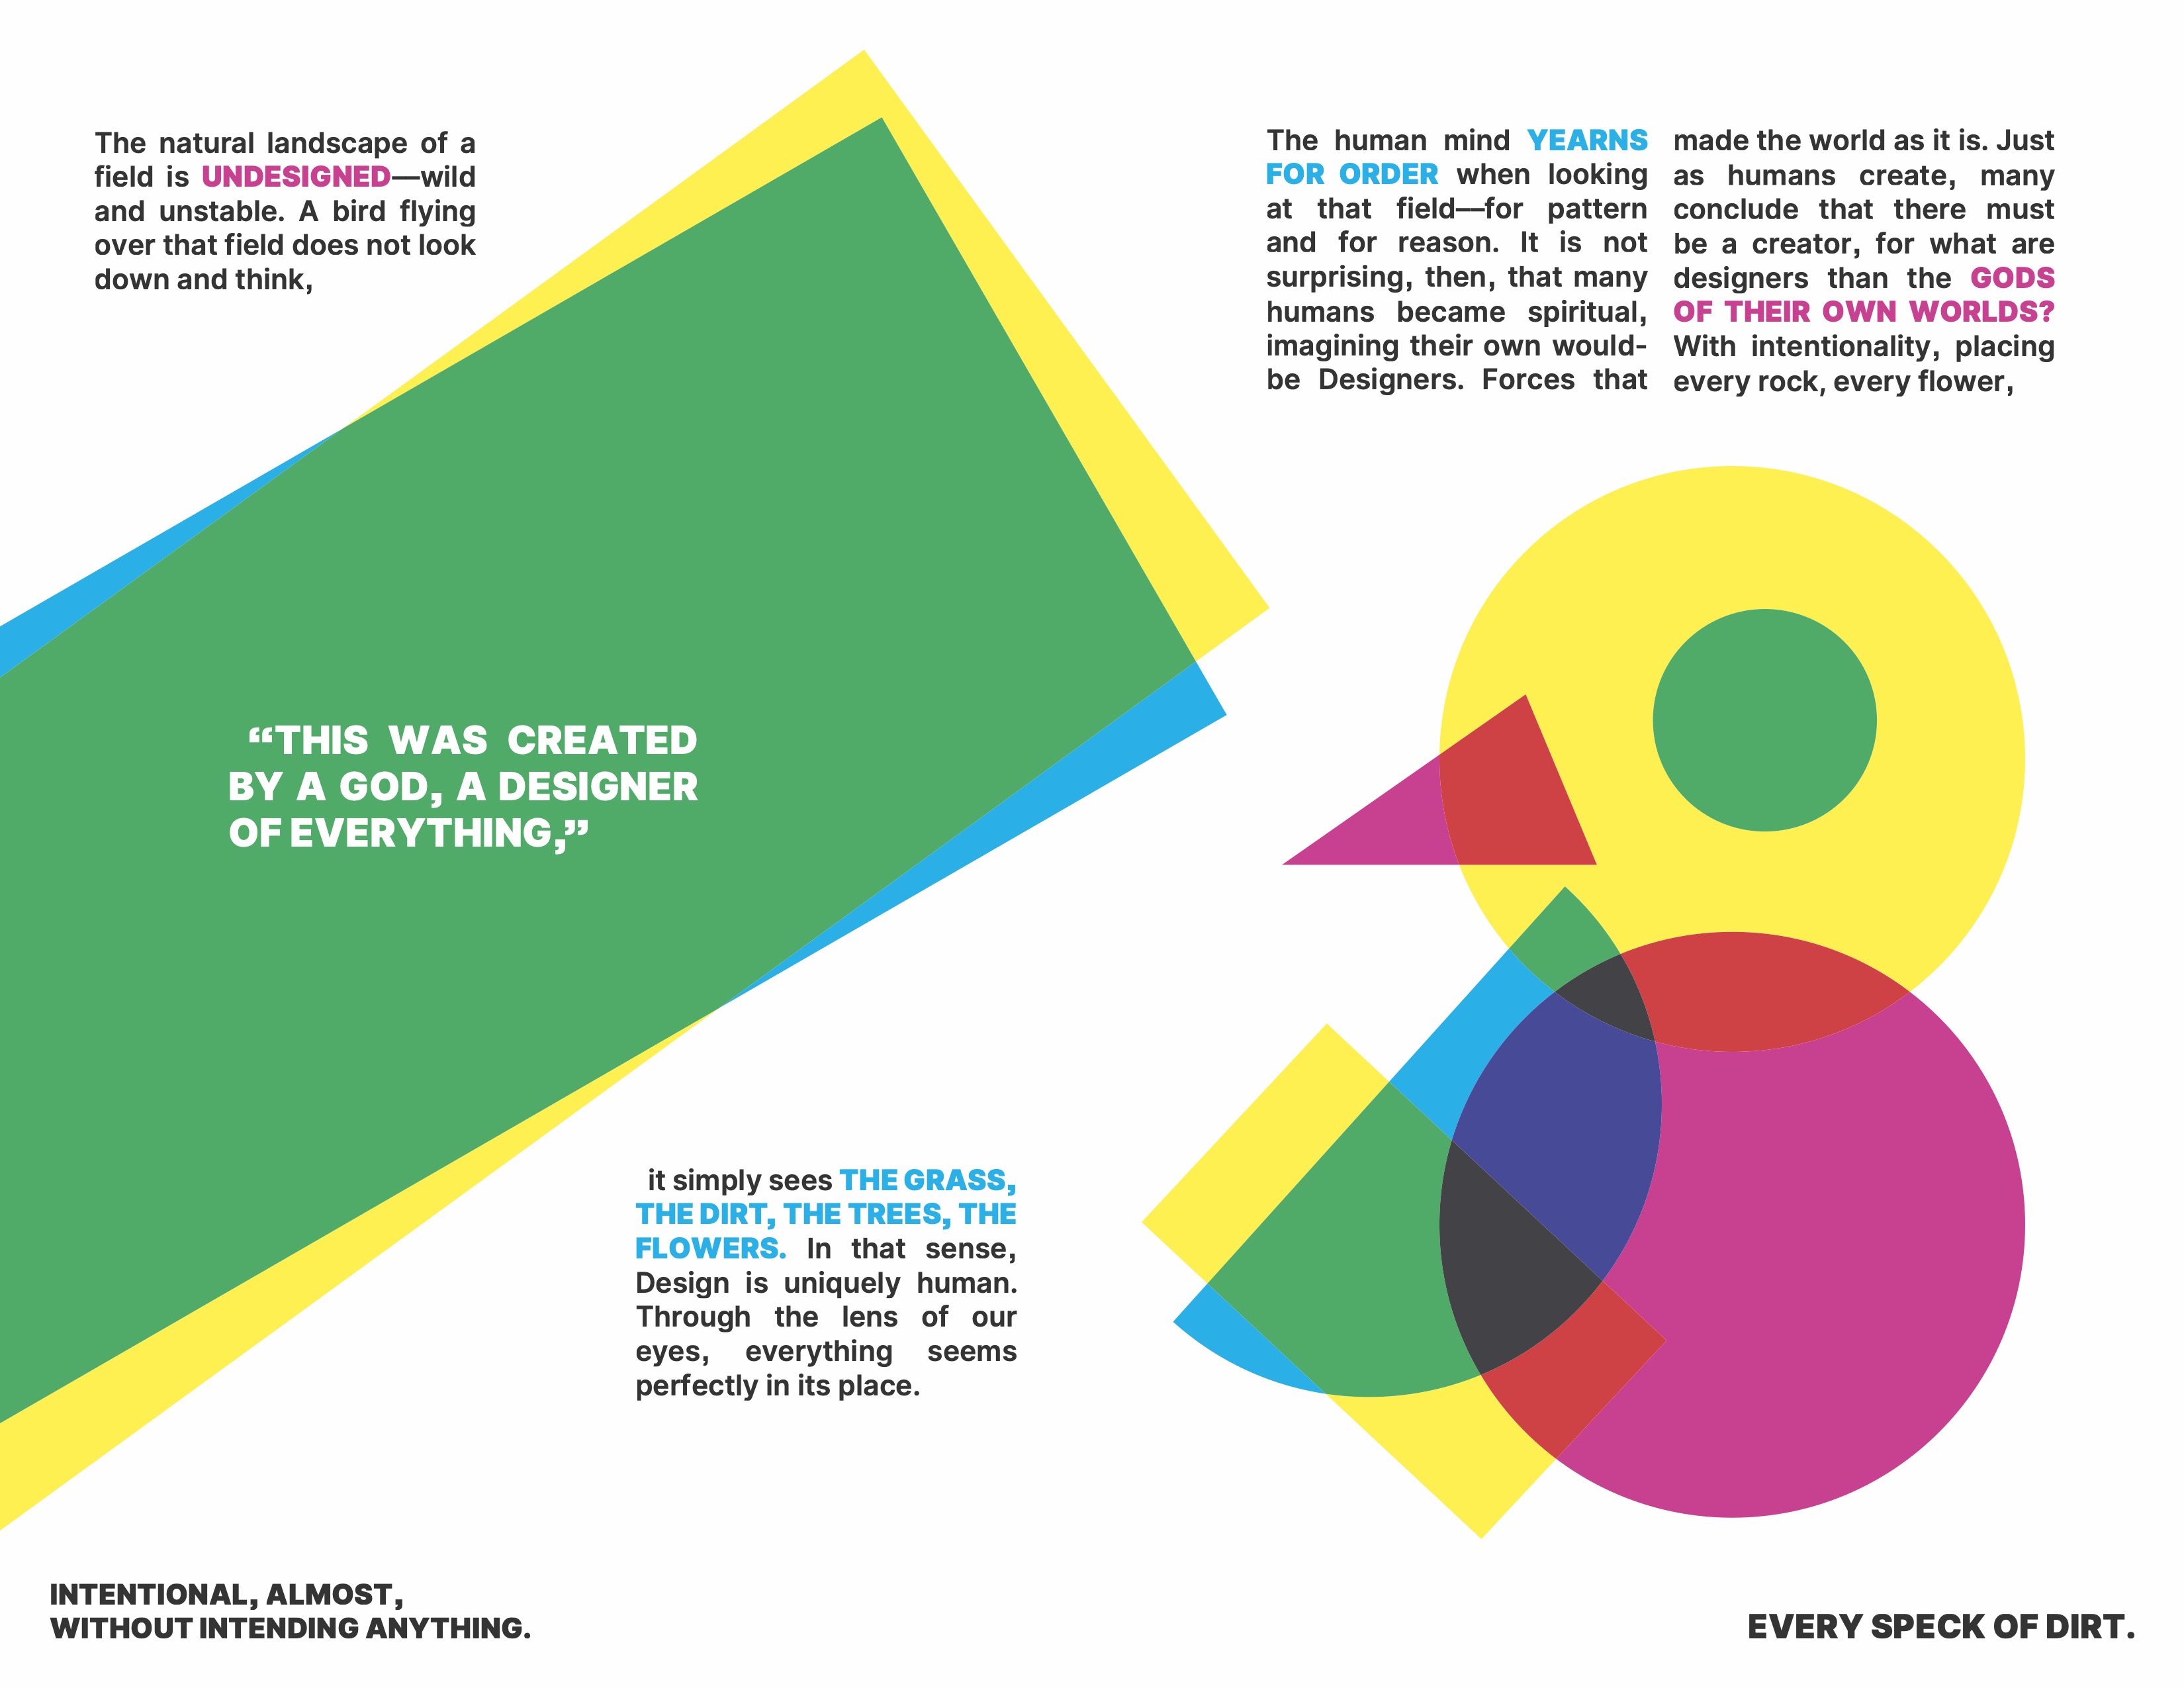 The natural landscape of a
field is UNDESIGNED—wild
and unstable. A bird flying
over that field does not look
down and think,
“THIS WAS CREATED
BY A GOD, A DESIGNER
OF EVERYTHING,”
it simply sees THE GRASS,
THE DIRT, THE TREES, THE
FLOWERS. In that sense,
Design is uniquely human.
Through the lens of our
eyes, everything seems
perfectly in its place.
INTENTIONAL, ALMOST,
WITHOUT INTENDING ANYTHING.
The human mind YEARNS
FOR ORDER when looking
at that field—for pattern
and for reason. It is not
surprising, then, that many
humans became spiritual,
imagining their own would-
be Designers. Forces that
made the world as it is. Just
as humans create, many
conclude that there must
be a creator, for what are
designers than the GODS
OF THEIR OWN WORLDS?
With intentionality, placing
every rock, every flower,
EVERY SPECK OF DIRT.